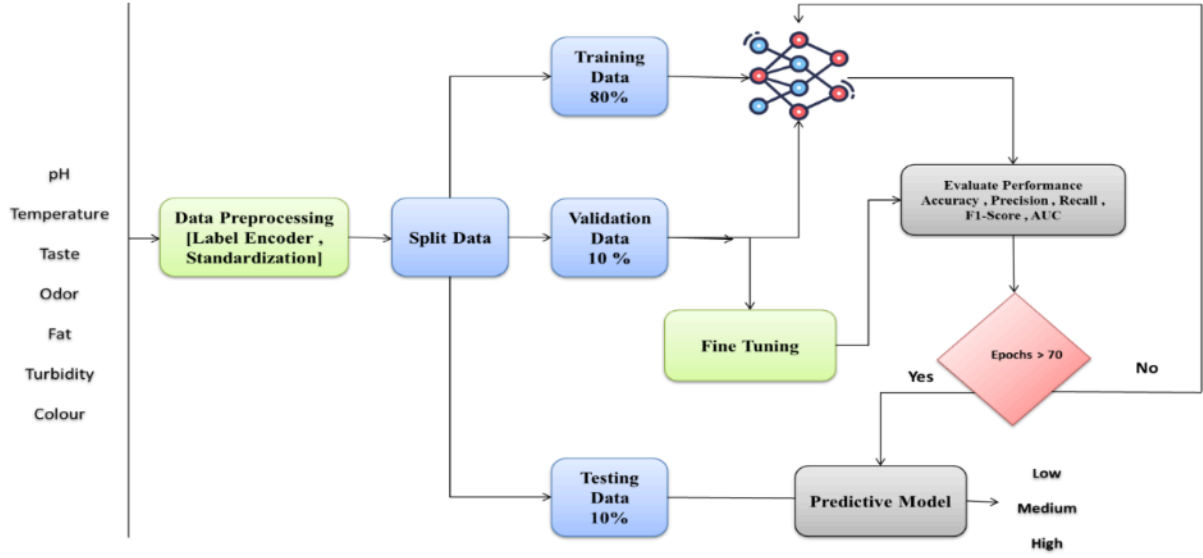 pH
Temperature
Taste
Odor
Fat
Turbidity
Colour
Data Preprocessing
[Label Encoder ,
Standardization]
Split Data
Training
Data
80%
Validation
Data
10 %
Testing
Data
10%
Fine Tuning
Evaluate Performance
Accuracy , Precision , Recall ,
F1-Score , AUC
Epochs > 70
Yes
No
Predictive Model
Low
Medium
High